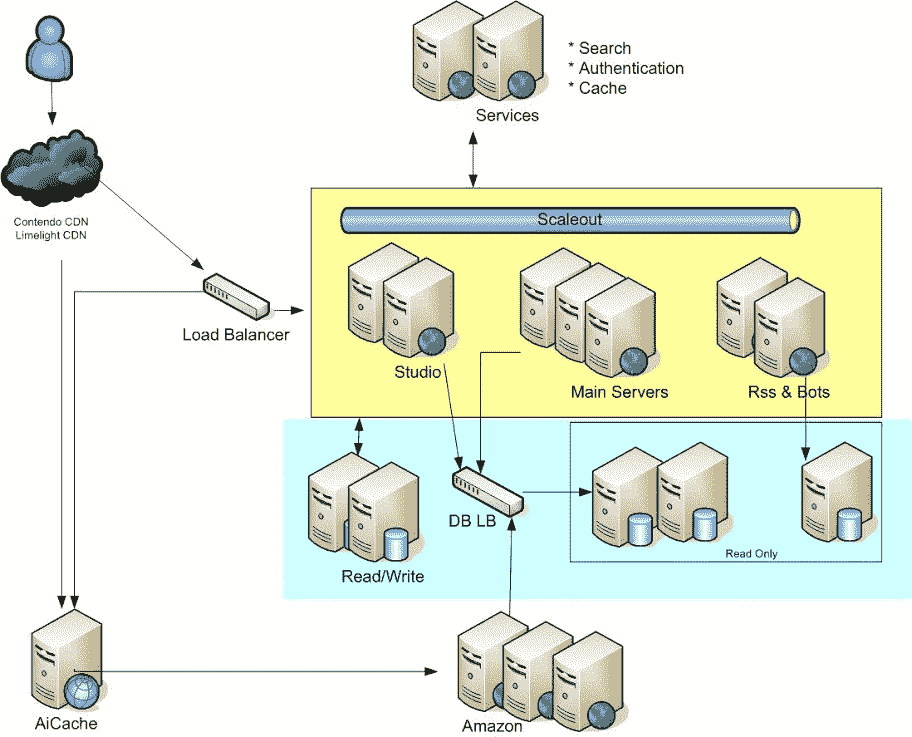 * Search
* Authentication
* Cache
Services
Scaleout
Contendo CDN
Limelight CDN
Load Balancer
Studio
Main Servers
Rss & Bots
DB LB
Read Only
Read/Write
AiCache
Amazon